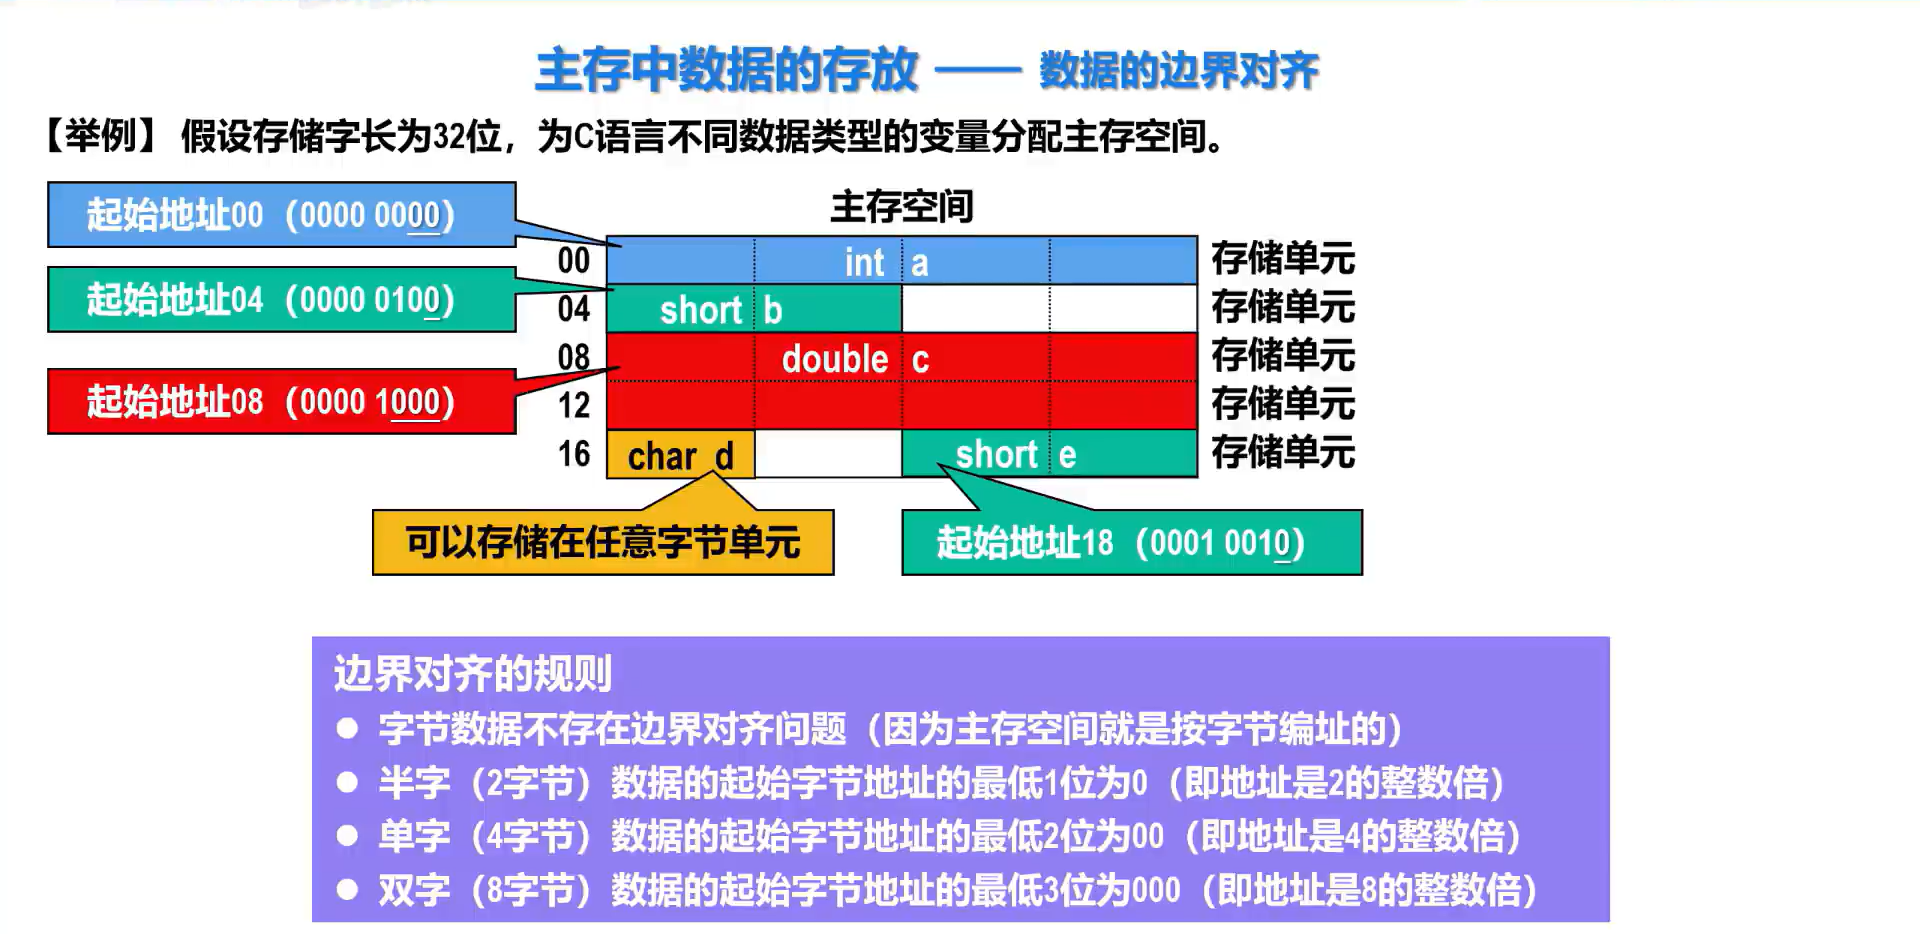 主存中数据的存放 —— 数据的边界对齐
【举例】 假设存储字长为32位，为C语言不同数据类型的变量分配主存空间。
主存空间
起始地址00（0000 0000）
00 int a 存储单元
起始地址04（0000 0100）
04 short b 存储单元
08 double c 存储单元
起始地址08（0000 1000）
12 存储单元
16 char d short e 存储单元
可以存储在任意字节单元
起始地址18（0001 0010）
边界对齐的规则
● 字节数据不存在边界对齐问题（因为主存空间就是按字节编址的）
● 半字（2字节）数据的起始字节地址的最低1位为0（即地址是2的整数倍）
● 单字（4字节）数据的起始字节地址的最低2位为00（即地址是4的整数倍）
● 双字（8字节）数据的起始字节地址的最低3位为000（即地址是8的整数倍）